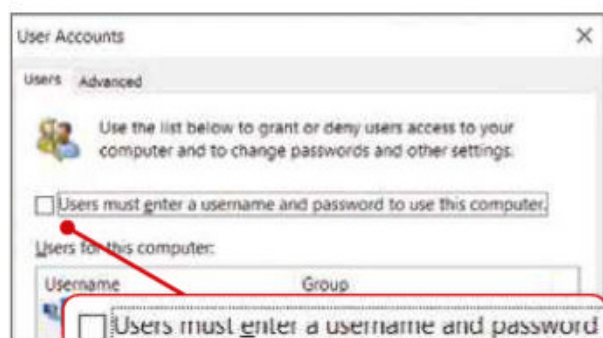 User Accounts
Users Advanced
Use the list below to grant or deny users access to your
computer and to change passwords and other settings.
Users must enter a username and password to use this computer.
Users for this computer:
Username Group
Users must enter a username and password